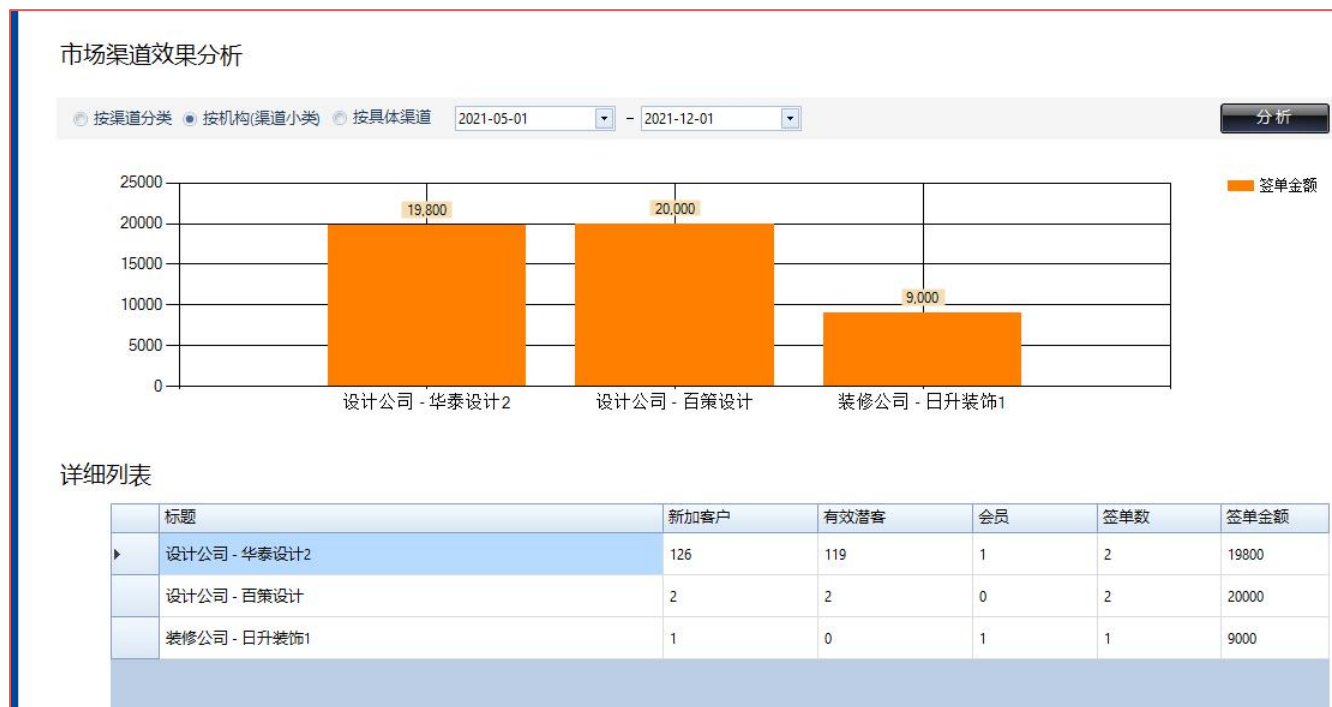 市场渠道效果分析
按渠道分类 按机构(渠道小类) 按具体渠道 2021-05-01 – 2021-12-01 分析
签单金额
25000
20000
15000
10000
5000
0
19,800 20,000 9,000
设计公司 - 华泰设计2 设计公司 - 百策设计 装修公司 - 日升装饰1
详细列表
标题 新加客户 有效潜客 会员 签单数 签单金额
设计公司 - 华泰设计2 126 119 1 2 19800
设计公司 - 百策设计 2 2 0 2 20000
装修公司 - 日升装饰1 1 0 1 1 9000